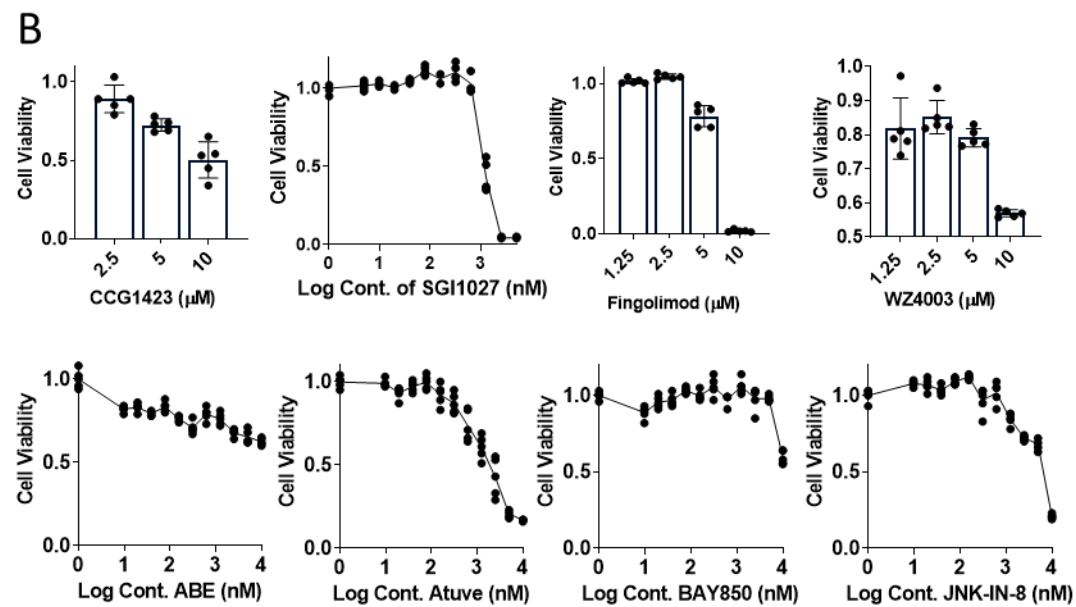 B
Cell Viability
1.0
0.5
0.0
2.5
5
10
CCG1423 (μM)
Cell Viability
1.0
0.5
0.0
0 1 2 3
Log Cont. of SGI1027 (nM)
Cell Viability
1.0
0.5
0.0
1.25
2.5
5
10
Fingolimod (μM)
Cell Viability
1.0
0.9
0.8
0.7
0.6
0.5
1.25
2.5
5
10
WZ4003 (μM)
Cell Viability
1.0
0.5
0.0
0 1 2 3 4
Log Cont. ABE (nM)
Cell Viability
1.0
0.5
0.0
0 1 2 3 4
Log Cont. Atuve (nM)
Cell Viability
1.0
0.5
0.0
0 1 2 3 4
Log Cont. BAY850 (nM)
Cell Viability
1.0
0.5
0.0
0 1 2 3 4
Log Cont. JNK-IN-8 (nM)